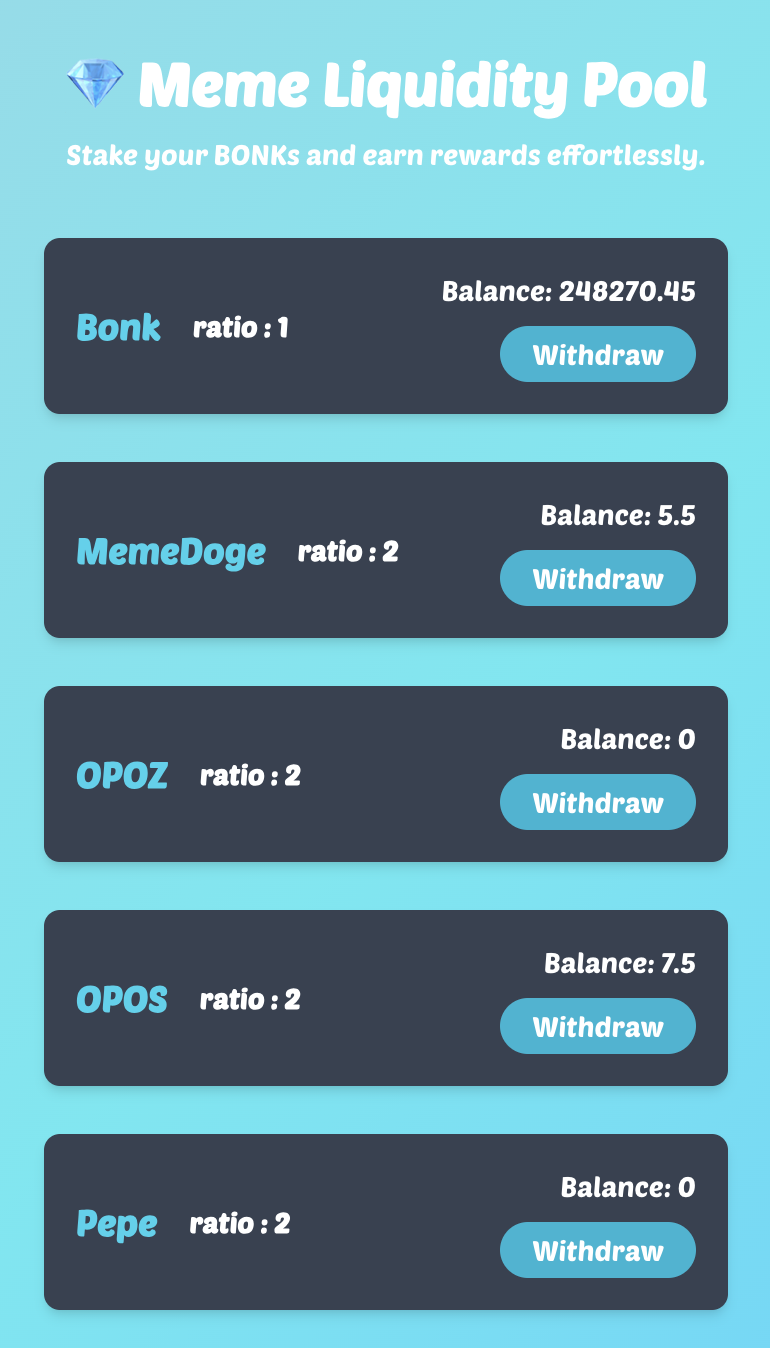 💎 Meme Liquidity Pool
Stake your BONKs and earn rewards effortlessly.
Balance: 248270.45
Bonk ratio : 1
Withdraw
Balance: 5.5
MemeDoge ratio : 2
Withdraw
Balance: 0
OPOZ ratio : 2
Withdraw
Balance: 7.5
OPOS ratio : 2
Withdraw
Balance: 0
Pepe ratio : 2
Withdraw